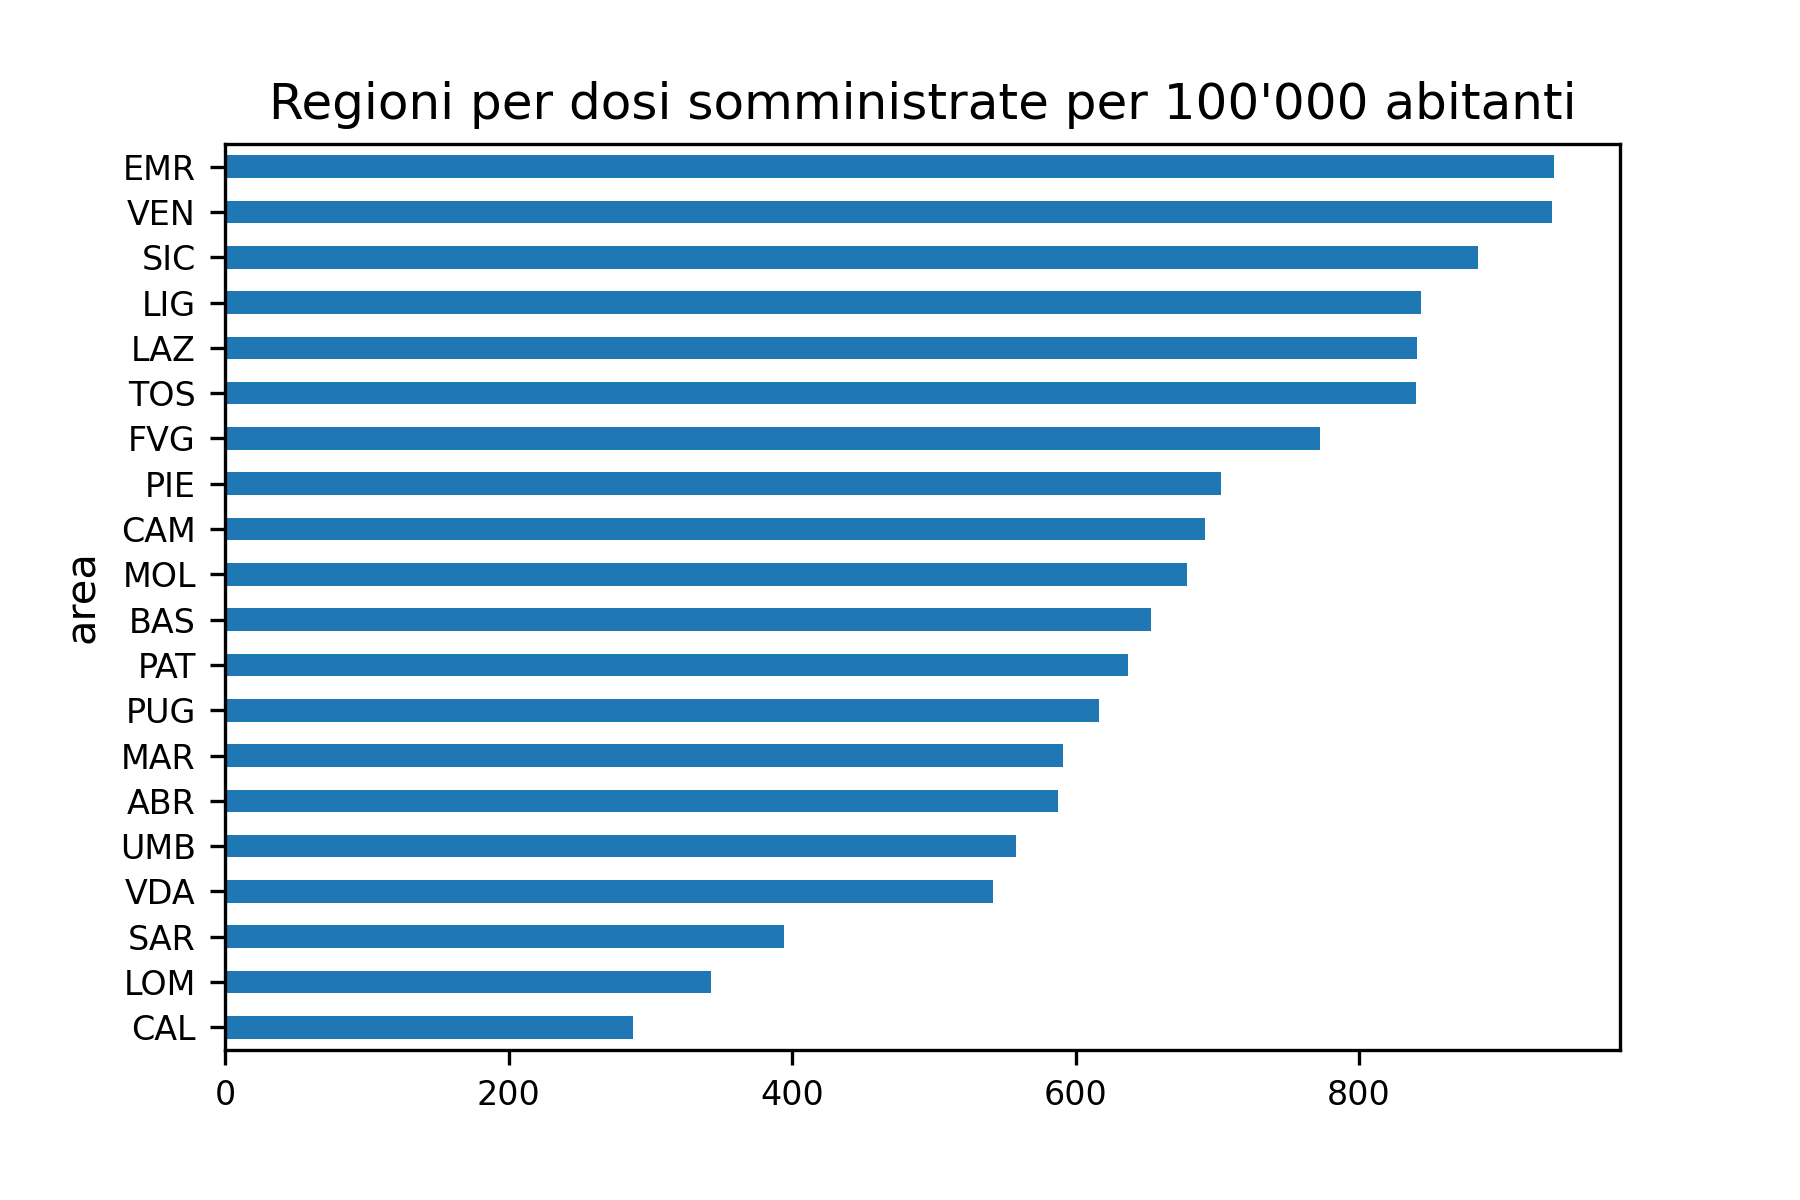 Regioni per dosi somministrate per 100'000 abitanti
EMR
VEN
SIC
LIG
LAZ
TOS
FVG
PIE
CAM
MOL
BAS
PAT
PUG
MAR
ABR
UMB
VDA
SAR
LOM
CAL
area
0 200 400 600 800